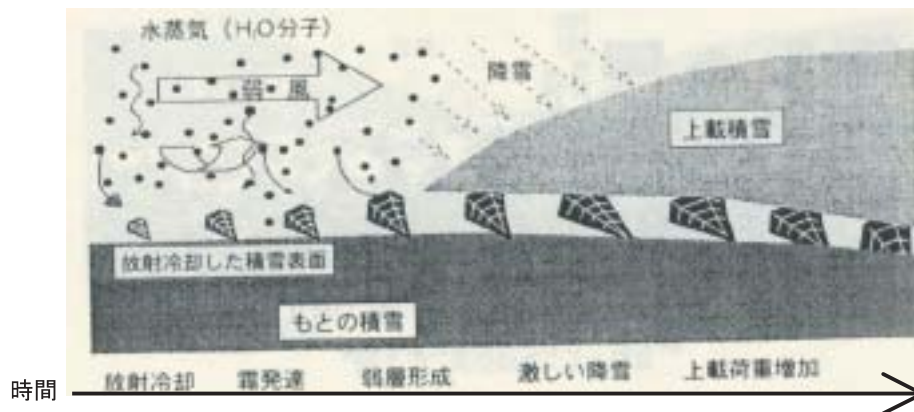 水蒸気(H₂O分子)
弱風
降雪
上載積雪
放射冷却した積雪表面
もとの積雪
放射冷却 霜発達 弱層形成 激しい降雪 上載荷重増加
時間